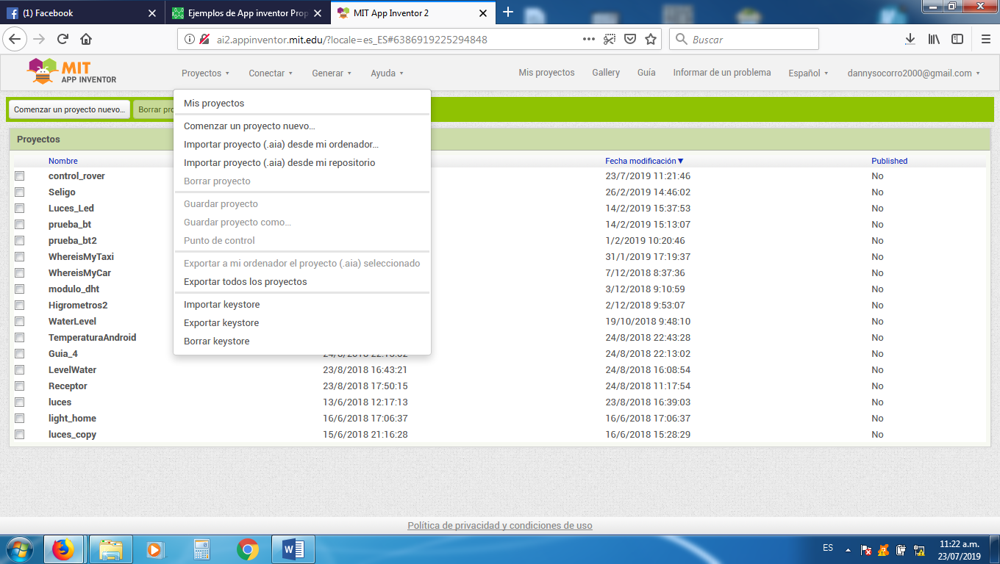 (1) Facebook
Ejemplos de App inventor Prop
MIT App Inventor 2
ai2.appinventor.mit.edu/?locale=es_ES#6386919225294848
Buscar
MIT
APP INVENTOR
Proyectos
Conectar
Generar
Ayuda
Mis proyectos
Gallery
Guía
Informar de un problema
Español
dannysocorro2000@gmail.com
Comenzar un proyecto nuevo...
Borrar pro
Mis proyectos
Comenzar un proyecto nuevo...
Importar proyecto (.aia) desde mi ordenador...
Importar proyecto (.aia) desde mi repositorio
Borrar proyecto
Guardar proyecto
Guardar proyecto como...
Punto de control
Exportar a mi ordenador el proyecto (.aia) seleccionado
Exportar todos los proyectos
Importar keystore
Exportar keystore
Borrar keystore
Proyectos
Nombre Fecha modificación▼ Published
control_rover 23/7/2019 11:21:46 No
Seligo 26/2/2019 14:46:02 No
Luces_Led 14/2/2019 15:37:53 No
prueba_bt 14/2/2019 15:13:07 No
prueba_bt2 1/2/2019 10:20:46 No
WhereisMyTaxi 31/1/2019 17:19:37 No
WhereisMyCar 7/12/2018 8:37:36 No
modulo_dht 3/12/2018 9:10:59 No
Higrometros2 2/12/2018 9:53:07 No
WaterLevel 19/10/2018 9:48:10 No
TemperaturaAndroid 24/8/2018 22:43:28 No
Guia_4 24/8/2018 22:13:02 24/8/2018 22:13:02 No
LevelWater 23/8/2018 16:43:21 24/8/2018 16:08:54 No
Receptor 23/8/2018 17:50:15 24/8/2018 11:17:54 No
luces 13/6/2018 12:17:13 23/8/2018 16:39:03 No
light_home 16/6/2018 17:06:37 16/6/2018 17:06:37 No
luces_copy 15/6/2018 21:16:28 16/6/2018 15:28:29 No
Política de privacidad y condiciones de uso
ES
11:22 a.m.
23/07/2019